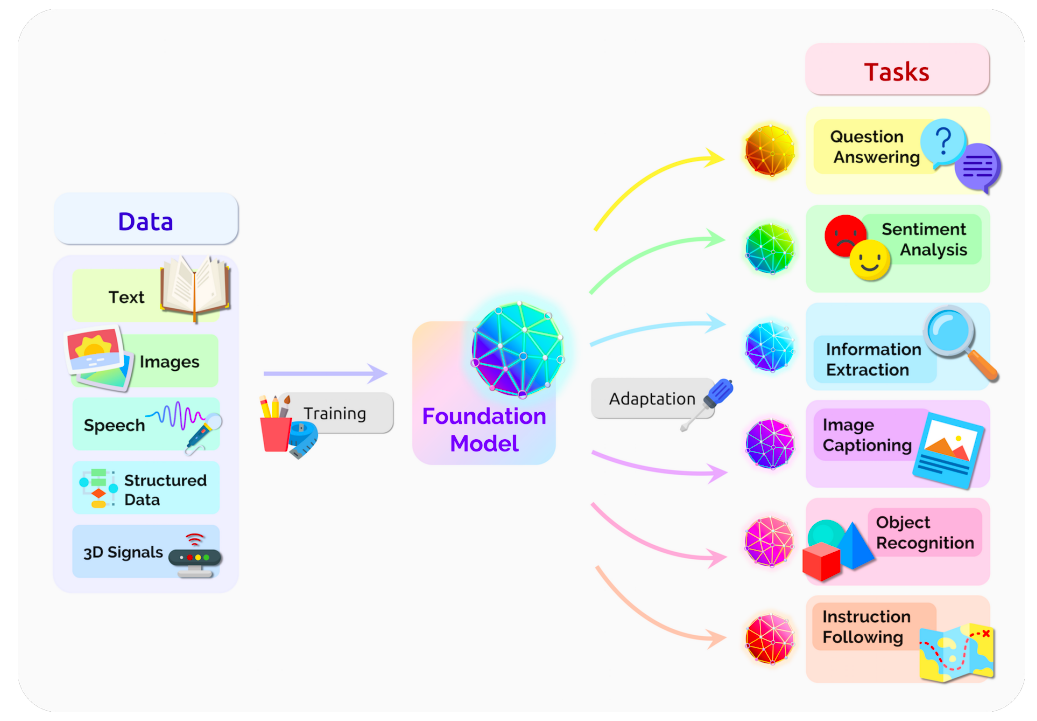 Data
Text
Images
Speech
Structured
Data
3D Signals
Training
Foundation
Model
Adaptation
Tasks
Question
Answering
?
Sentiment
Analysis
Information
Extraction
Image
Captioning
Object
Recognition
Instruction
Following